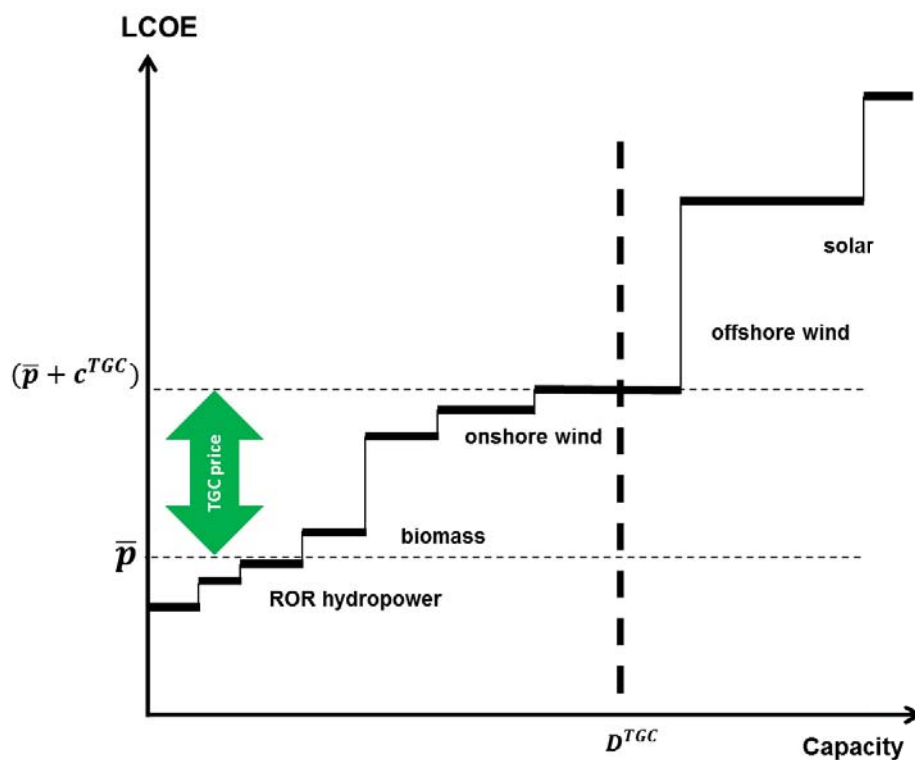 LCOE
solar
offshore wind
(p̅ + c^TGC)
onshore wind
TGC price
p̅
biomass
ROR hydropower
D^TGC
Capacity